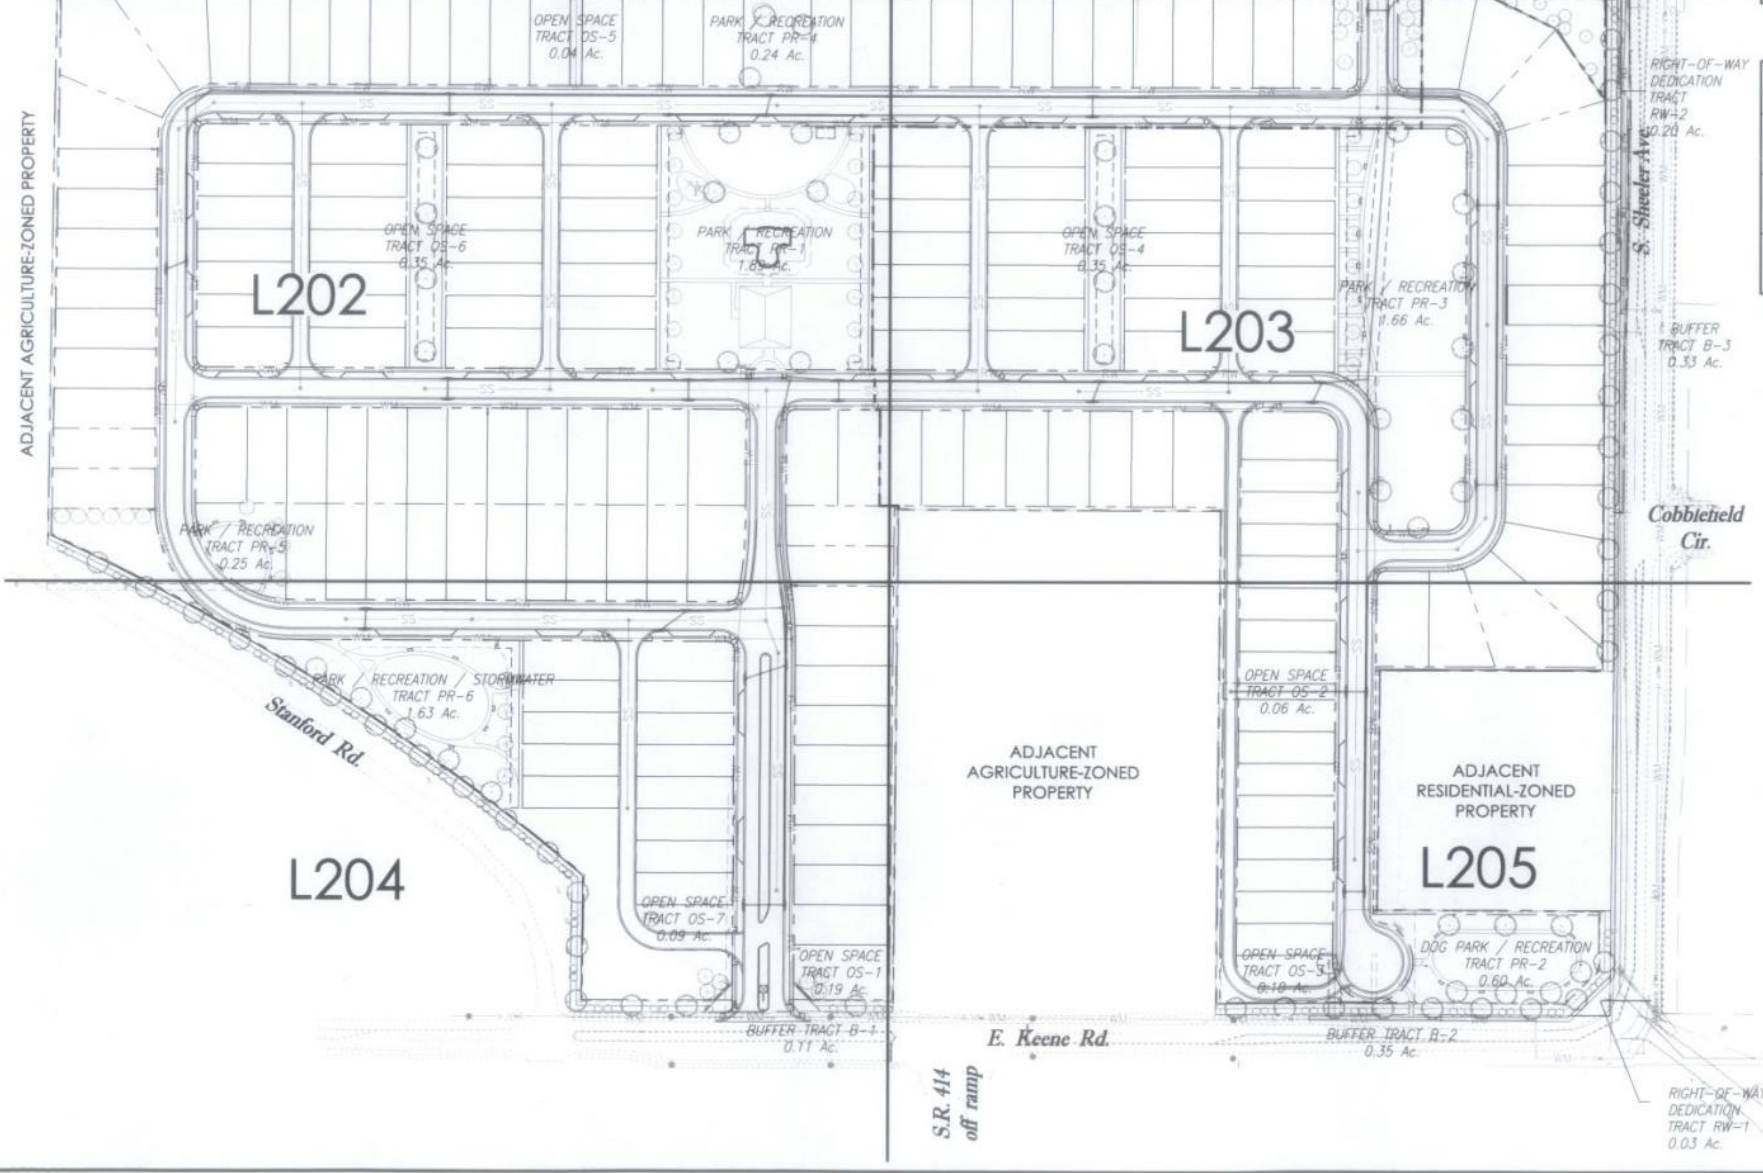 OPEN SPACE
TRACT OS-5
0.04 Ac.
PARK / RECREATION
TRACT PR-4
0.24 Ac.
RIGHT-OF-WAY
DEDICATION
TRACT
RW-2
0.20 Ac.
ADJACENT AGRICULTURE-ZONED PROPERTY
S. Sheeler Ave.
OPEN SPACE
TRACT OS-6
0.35 Ac.
PARK / RECREATION
TRACT PR-1
1.89 Ac.
OPEN SPACE
TRACT OS-4
0.35 Ac.
PARK / RECREATION
TRACT PR-3
1.66 Ac.
L202
L203
BUFFER
TRACT B-3
0.33 Ac.
Cobblefield
Cir.
PARK / RECREATION
TRACT PR-5
0.25 Ac.
PARK / RECREATION / STORMWATER
TRACT PR-6
1.63 Ac.
Stanford Rd.
OPEN SPACE
TRACT OS-2
0.06 Ac.
ADJACENT
AGRICULTURE-ZONED
PROPERTY
ADJACENT
RESIDENTIAL-ZONED
PROPERTY
L204
L205
OPEN SPACE
TRACT OS-7
0.09 Ac.
OPEN SPACE
TRACT OS-1
0.19 Ac.
OPEN SPACE
TRACT OS-3
DOG PARK / RECREATION
TRACT PR-2
0.60 Ac.
BUFFER TRACT B-1
0.11 Ac.
E. Keene Rd.
BUFFER TRACT B-2
0.35 Ac.
S.R. 414
off ramp
RIGHT-OF-WAY
DEDICATION
TRACT RW-1
0.03 Ac.